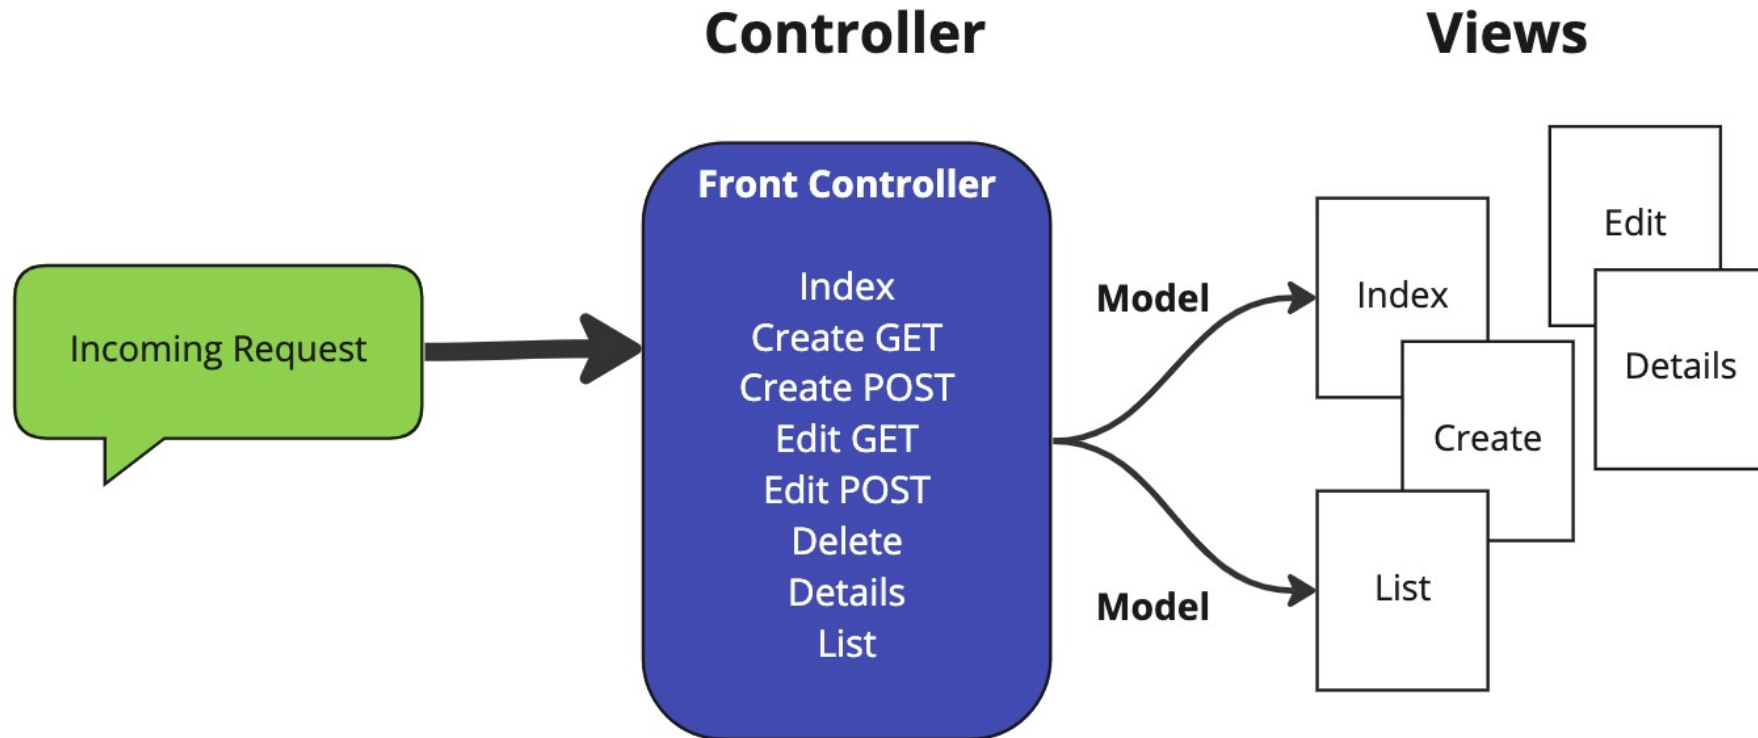 Controller
Views
Incoming Request
Front Controller
Index
Create GET
Create POST
Edit GET
Edit POST
Delete
Details
List
Model
Model
Index
Create
List
Edit
Details